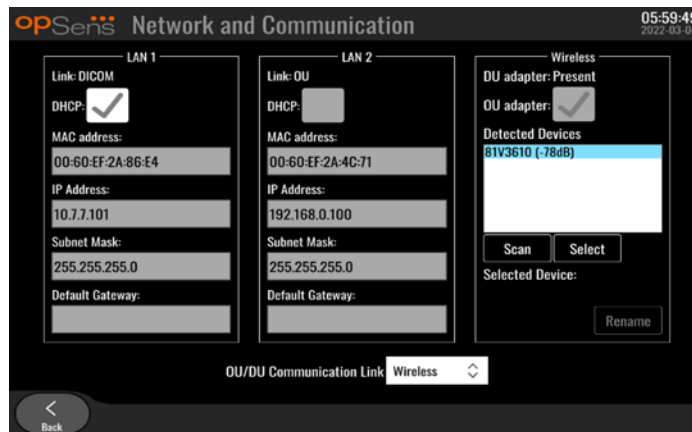 opSens Network and Communication
05:59:49
2022-03-0
LAN 1
Link: DICOM
DHCP:
MAC address:
00:60:EF:2A:86:E4
IP Address:
10.7.7.101
Subnet Mask:
255.255.255.0
Default Gateway:
LAN 2
Link: OU
DHCP:
MAC address:
00:60:EF:2A:4C:71
IP Address:
192.168.0.100
Subnet Mask:
255.255.255.0
Default Gateway:
Wireless
DU adapter: Present
OU adapter:
Detected Devices
81V3610 (-78dB)
Scan Select
Selected Device:
Rename
OU/DU Communication Link Wireless
Back